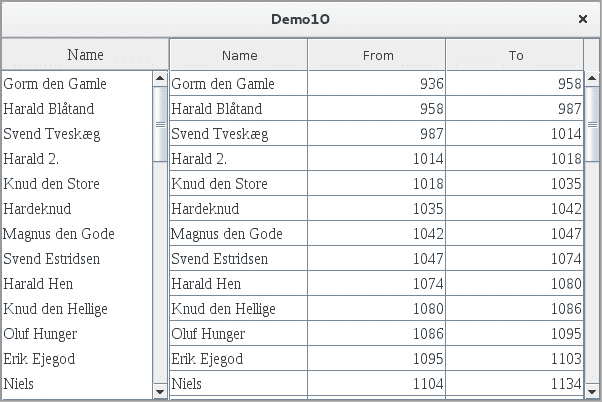 Demo10 ×
Name Name From To
Gorm den Gamle Gorm den Gamle 936 958
Harald Blåtand Harald Blåtand 958 987
Svend Tveskæg Svend Tveskæg 987 1014
Harald 2. Harald 2. 1014 1018
Knud den Store Knud den Store 1018 1035
Hardeknud Hardeknud 1035 1042
Magnus den Gode Magnus den Gode 1042 1047
Svend Estridsen Svend Estridsen 1047 1074
Harald Hen Harald Hen 1074 1080
Knud den Hellige Knud den Hellige 1080 1086
Oluf Hunger Oluf Hunger 1086 1095
Erik Ejegod Erik Ejegod 1095 1103
Niels Niels 1104 1134